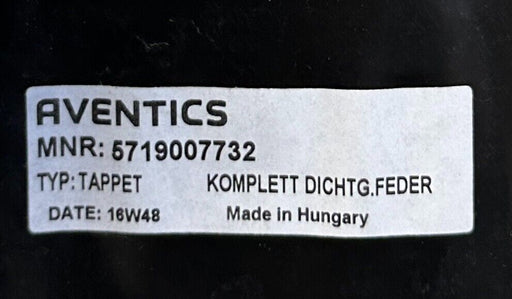 AVENTICS
MNR: 5719007732
TYP: TAPPET KOMPLETT DICHTG.FEDER
DATE: 16W48 Made in Hungary